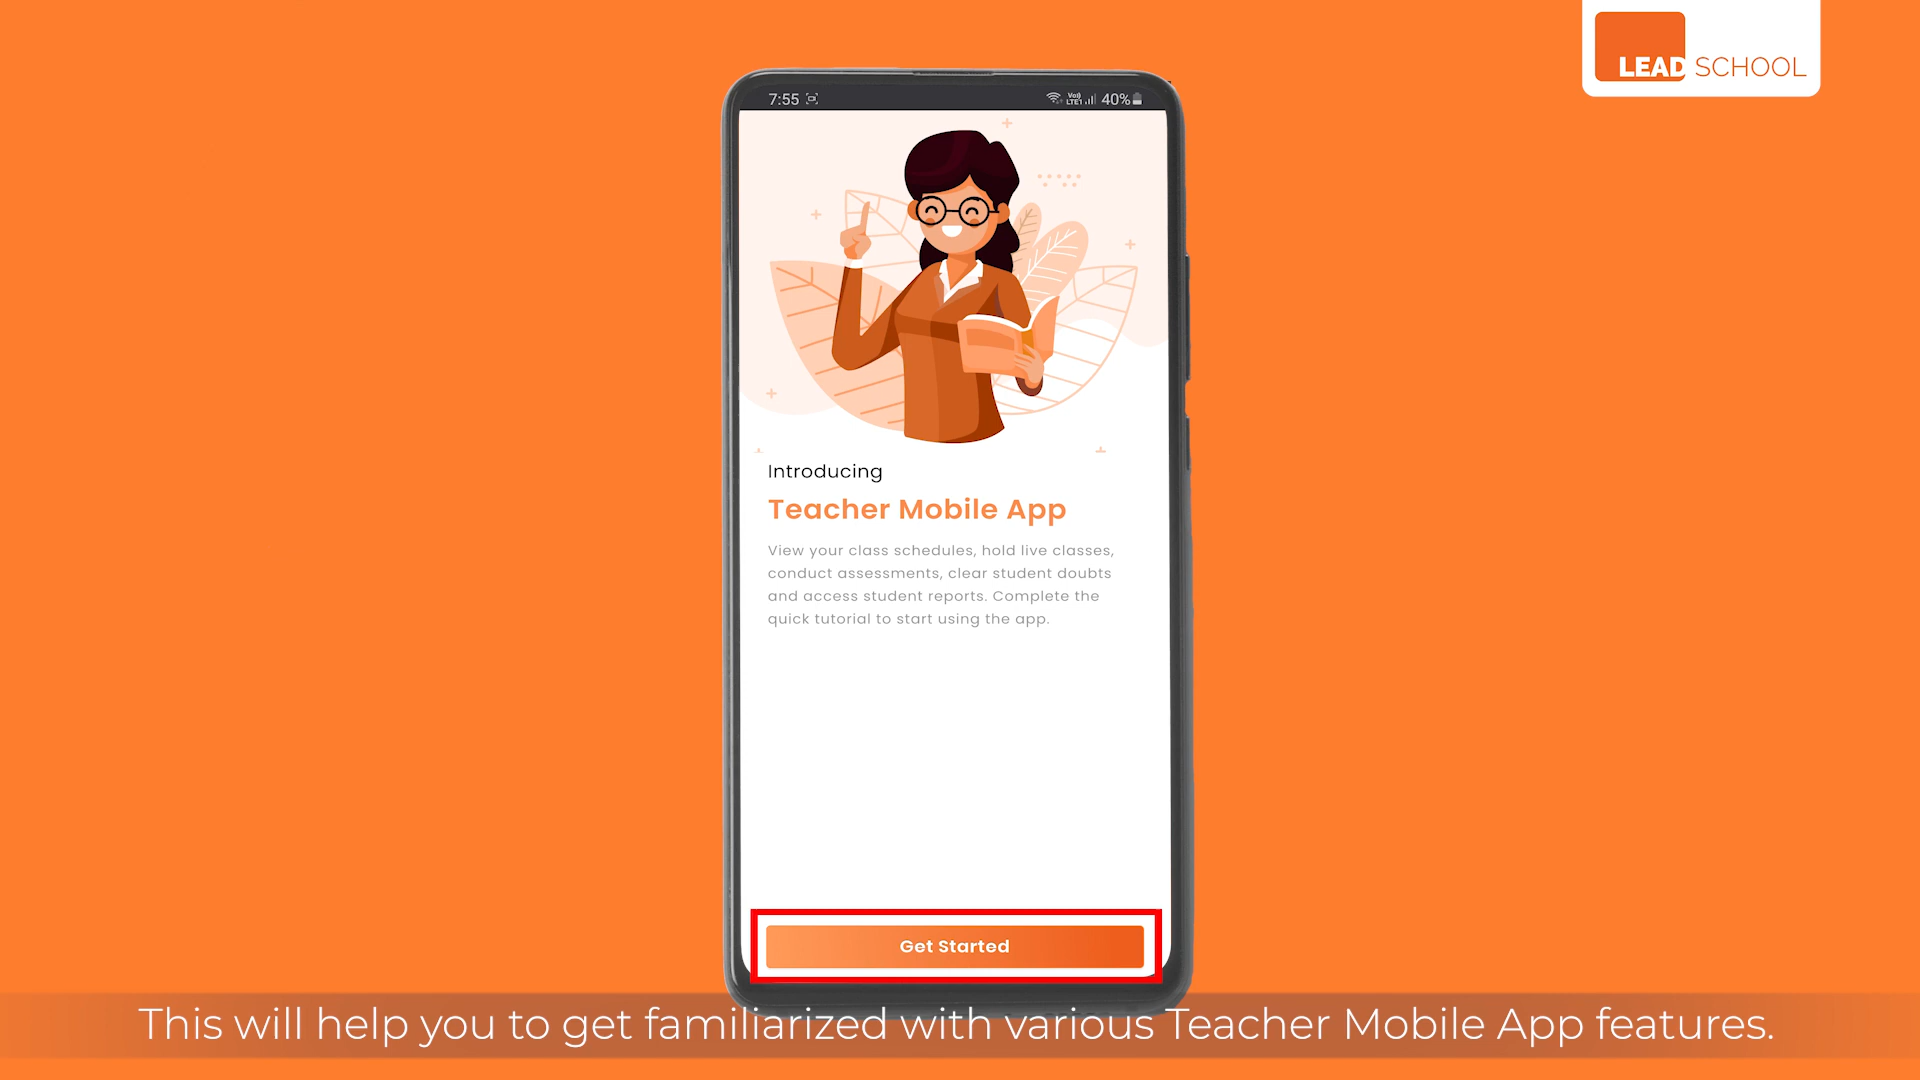 LEAD SCHOOL
7:55
Vo)) LTE1 40%
Introducing
Teacher Mobile App
View your class schedules, hold live classes,
conduct assessments, clear student doubts
and access student reports. Complete the
quick tutorial to start using the app.
Get Started
This will help you to get familiarized with various Teacher Mobile App features.